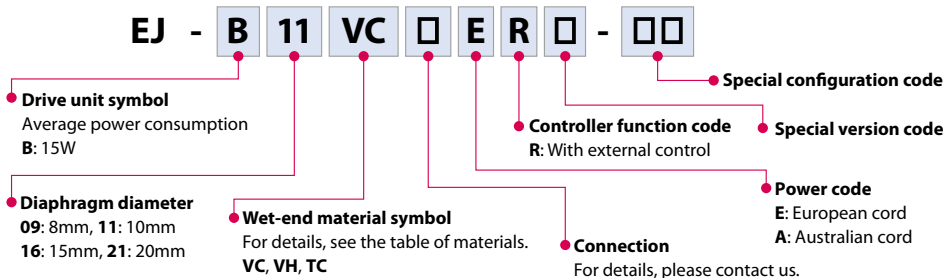 EJ - B 11 VC □ E R □ - □□
Special configuration code
Drive unit symbol
Average power consumption
B: 15W
Controller function code
R: With external control
Special version code
Diaphragm diameter
09: 8mm, 11: 10mm
16: 15mm, 21: 20mm
Wet-end material symbol
For details, see the table of materials.
VC, VH, TC
Connection
For details, please contact us.
Power code
E: European cord
A: Australian cord